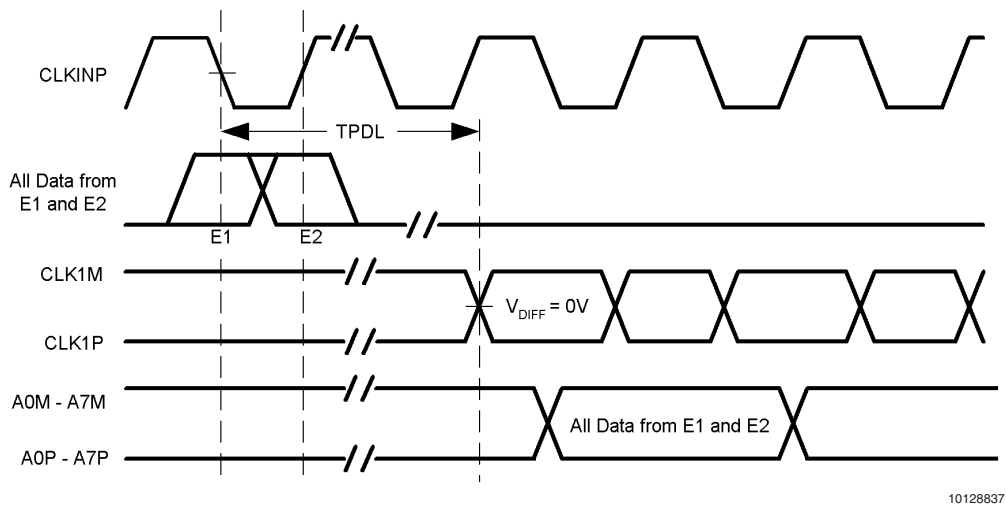 CLKINP
TPDL
All Data from
E1 and E2
E1 E2
CLK1M
V_DIFF = 0V
CLK1P
A0M - A7M
All Data from E1 and E2
A0P - A7P
10128837